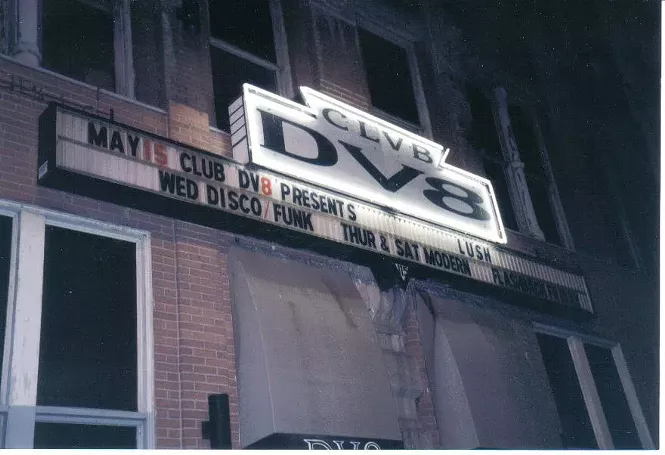 CLVB
DV8
MAY 15 CLUB DV8 PRESENTS LUSH
WED DISCO/FUNK THUR & SAT MODERN
DV8